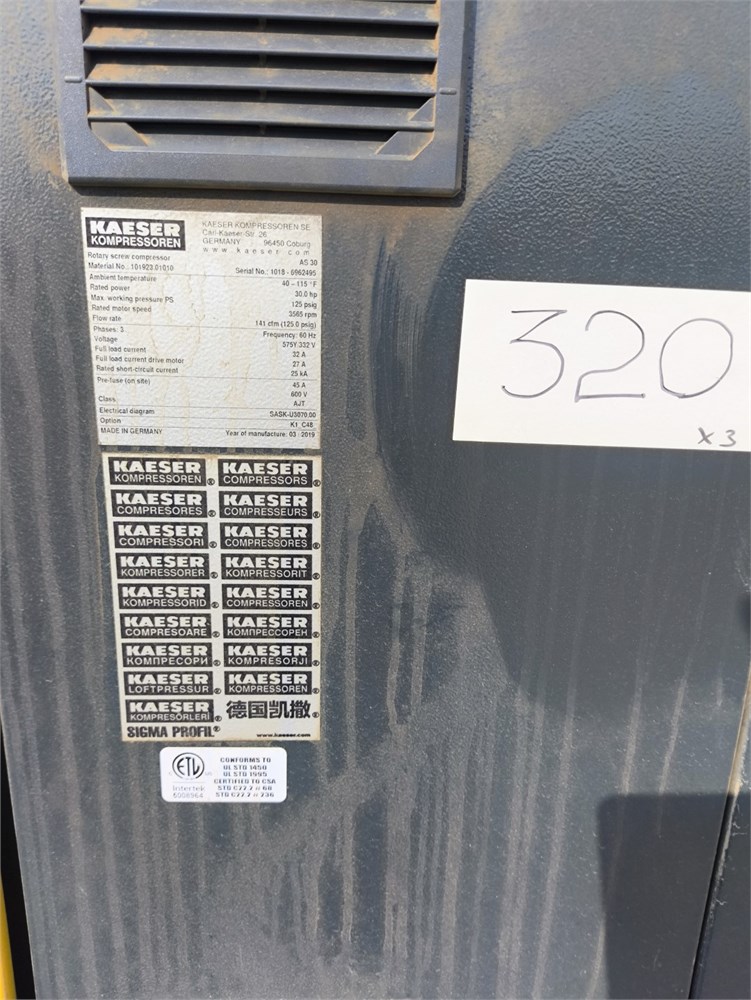 KAESER
KOMPRESSOREN
KAESER KOMPRESSOREN SE
Carl-Kaeser-Str. 26
GERMANY 96450 Coburg
www.kaeser.com
Rotary screw compressor AS 30
Material No.: 101923.01010 Serial No.: 1018 - 6962495
Ambient temperature 40 – 115 °F
Rated power 30.0 hp
Max. working pressure PS 125 psig
Rated motor speed 3565 rpm
Flow rate 141 cfm (125.0 psig)
Phases: 3 Frequency: 60 Hz
Voltage 575Y.332 V
Full load current 32 A
Full load current drive motor 27 A
Rated short-circuit current 25 kA
Pre-fuse (on site) 45 A
600 V
Class AJT
Electrical diagram SASK-U3070.00
Option K1_C48
MADE IN GERMANY Year of manufacture: 03 / 2019
320
x 3
KAESER KAESER
KOMPRESSOREN® COMPRESSORS®
KAESER KAESER
COMPRESORES® COMPRESSEURS®
KAESER KAESER
COMPRESSORI® COMPRESSORES®
KAESER KAESER
KOMPRESSORER® KOMPRESSORIT®
KAESER KAESER
KOMPRESSORID® COMPRESSOREN®
KAESER KAESER
COMPRESOARE® КОМПРЕССОРЕН®
KAESER KAESER
КОМПРЕСОРИ® KOMPRESORJI®
KAESER KAESER
LOFTPRESSUR® KOMPRESSOREN®
KAESER 德国凯撒®
KOMPRESÖRLERİ®
SIGMA PROFIL® www.kaeser.com
ETL
Intertek
6008964
CONFORMS TO
UL STD 1450
UL STD 1995
CERTIFIED TO CSA
STD C22.2 # 68
STD C22.2 # 236